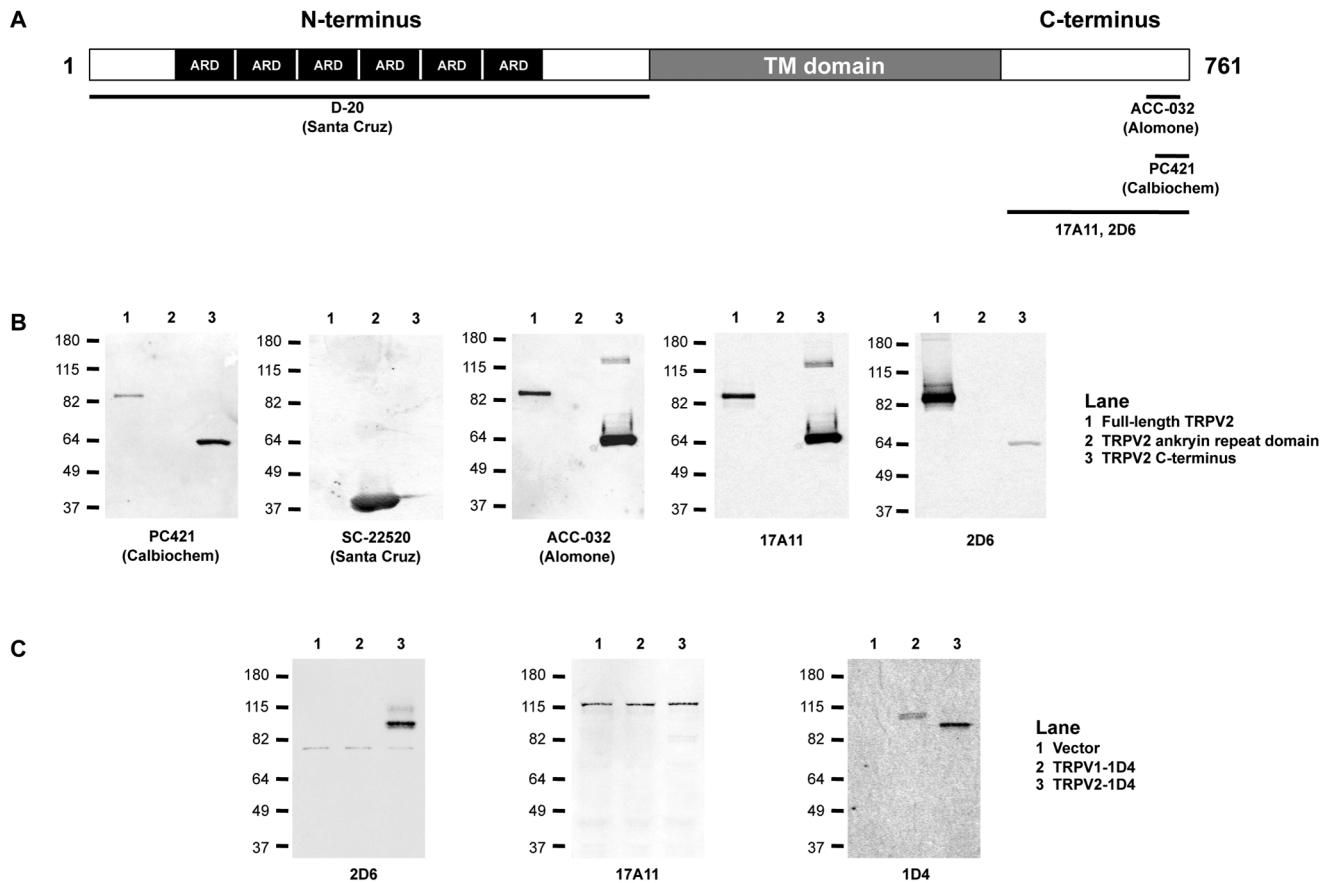 A
N-terminus
C-terminus
1
ARD ARD ARD ARD ARD ARD
TM domain
761
D-20
(Santa Cruz)
ACC-032
(Alomone)
PC421
(Calbiochem)
17A11, 2D6
B
1 2 3
180
115
82
64
49
37
PC421
(Calbiochem)
1 2 3
180
115
82
64
49
37
SC-22520
(Santa Cruz)
1 2 3
180
115
82
64
49
37
ACC-032
(Alomone)
1 2 3
180
115
82
64
49
37
17A11
1 2 3
180
115
82
64
49
37
2D6
Lane
1 Full-length TRPV2
2 TRPV2 ankryin repeat domain
3 TRPV2 C-terminus
C
1 2 3
180
115
82
64
49
37
2D6
1 2 3
180
115
82
64
49
37
17A11
1 2 3
180
115
82
64
49
37
1D4
Lane
1 Vector
2 TRPV1-1D4
3 TRPV2-1D4